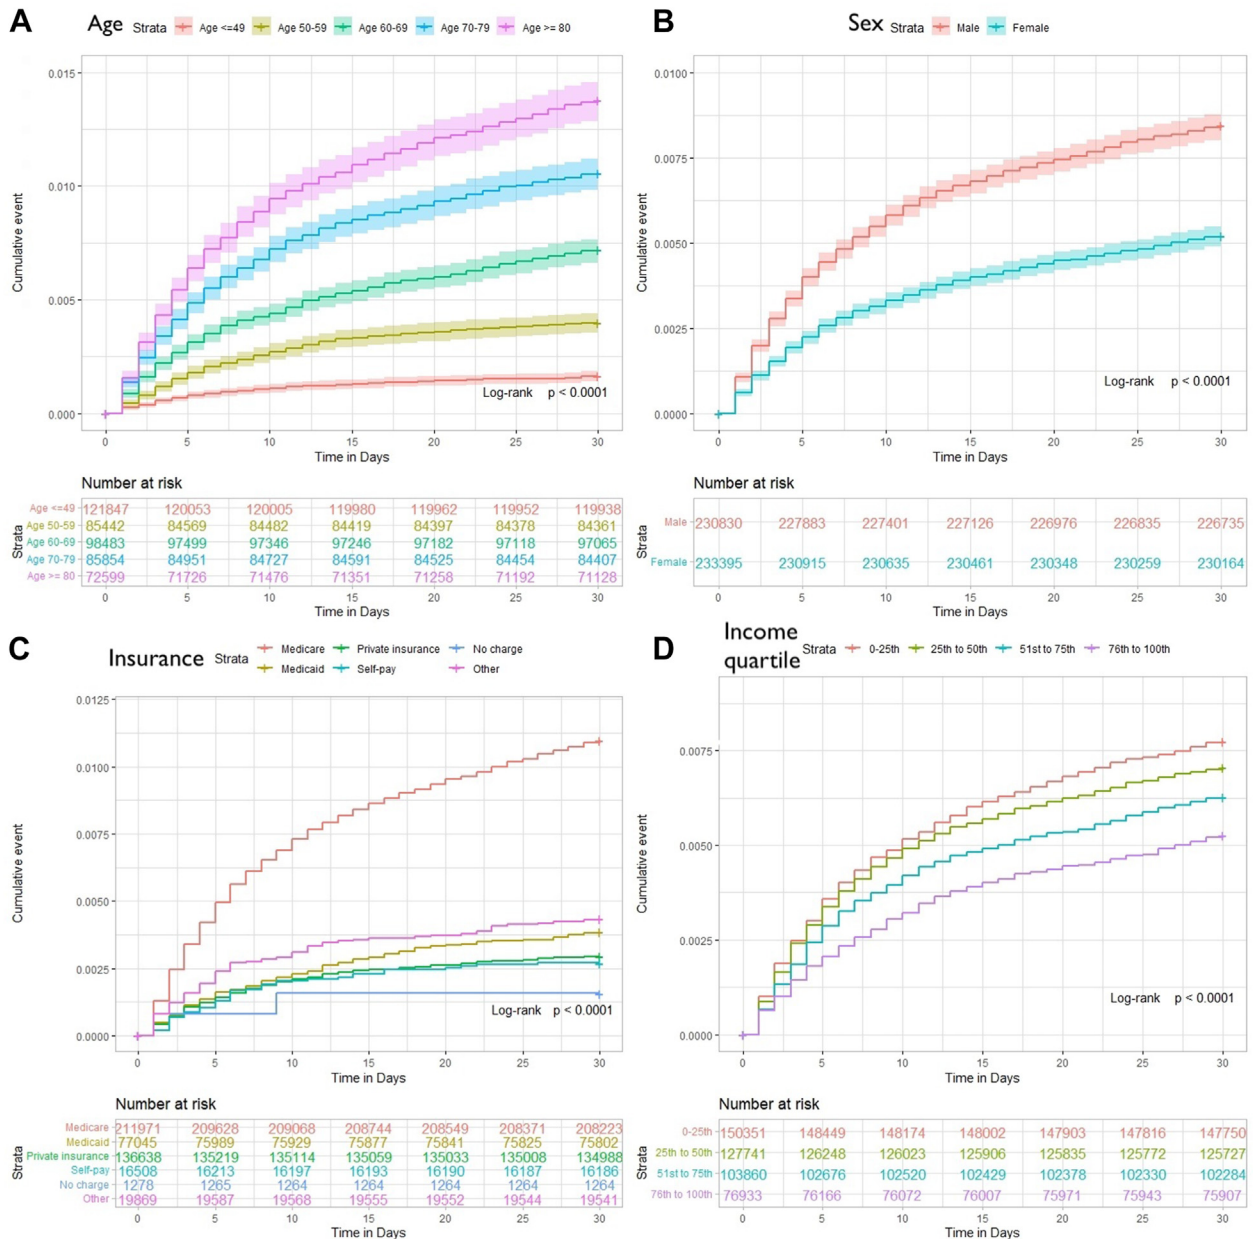 A Age Strata Age <=49 Age 50-59 Age 60-69 Age 70-79 Age >= 80
0.015
0.010
0.005
0.000
Cumulative event
Log-rank p < 0.0001
0 5 10 15 20 25 30
Time in Days
Number at risk
Strata
Age <=49 121847 120053 120005 119980 119962 119952 119938
Age 50-59 85442 84569 84482 84419 84397 84378 84361
Age 60-69 98483 97499 97346 97246 97182 97118 97065
Age 70-79 85854 84951 84727 84591 84525 84454 84407
Age >= 80 72599 71726 71476 71351 71258 71192 71128
0 5 10 15 20 25 30
Time in Days
B Sex Strata Male Female
0.0100
0.0075
0.0050
0.0025
0.0000
Cumulative event
Log-rank p < 0.0001
0 5 10 15 20 25 30
Time in Days
Number at risk
Strata
Male 230830 227883 227401 227126 226976 226835 226735
Female 233395 230915 230635 230461 230348 230259 230164
0 5 10 15 20 25 30
Time in Days
C Insurance Strata Medicare Private insurance No charge
Medicaid Self-pay Other
0.0125
0.0100
0.0075
0.0050
0.0025
0.0000
Cumulative event
Log-rank p < 0.0001
0 5 10 15 20 25 30
Time in Days
Number at risk
Strata
Medicare 211971 209628 209068 208744 208549 208371 208223
Medicaid 77045 75989 75929 75877 75841 75825 75802
Private insurance 136638 135219 135114 135059 135033 135008 134988
Self-pay 16508 16213 16197 16193 16190 16187 16186
No charge 1278 1265 1264 1264 1264 1264 1264
Other 19869 19587 19568 19555 19552 19544 19541
0 5 10 15 20 25 30
Time in Days
D Income
quartile Strata 0-25th 25th to 50th 51st to 75th 76th to 100th
0.0075
0.0050
0.0025
0.0000
Cumulative event
Log-rank p < 0.0001
0 5 10 15 20 25 30
Time in Days
Number at risk
Strata
0-25th 150351 148449 148174 148002 147903 147816 147750
25th to 50th 127741 126248 126023 125906 125835 125772 125727
51st to 75th 103860 102676 102520 102429 102378 102330 102284
76th to 100th 76933 76166 76072 76007 75971 75943 75907
0 5 10 15 20 25 30
Time in Days